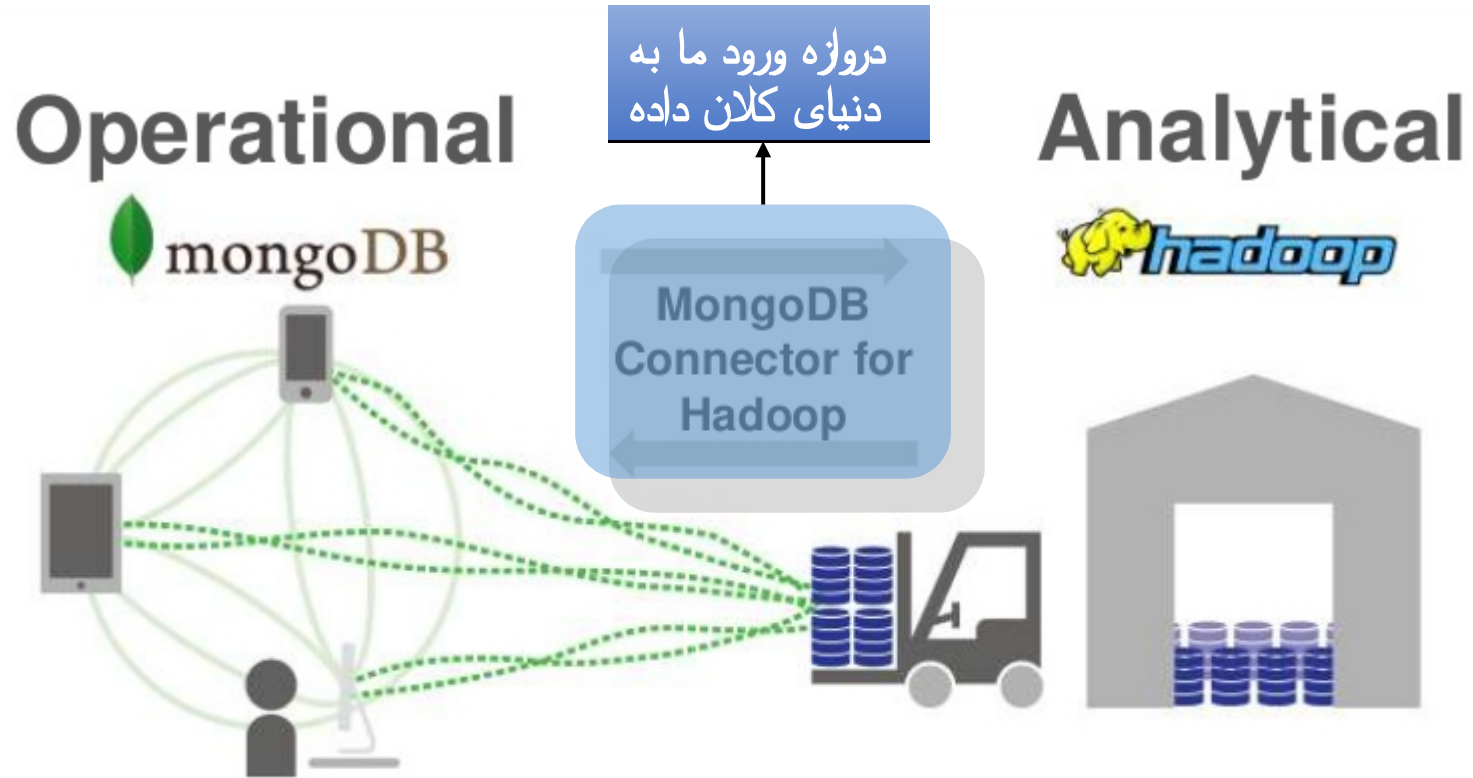 دروازه ورود ما به
دنیای کلان داده
Operational
Analytical
mongoDB
hadoop
MongoDB
Connector for
Hadoop